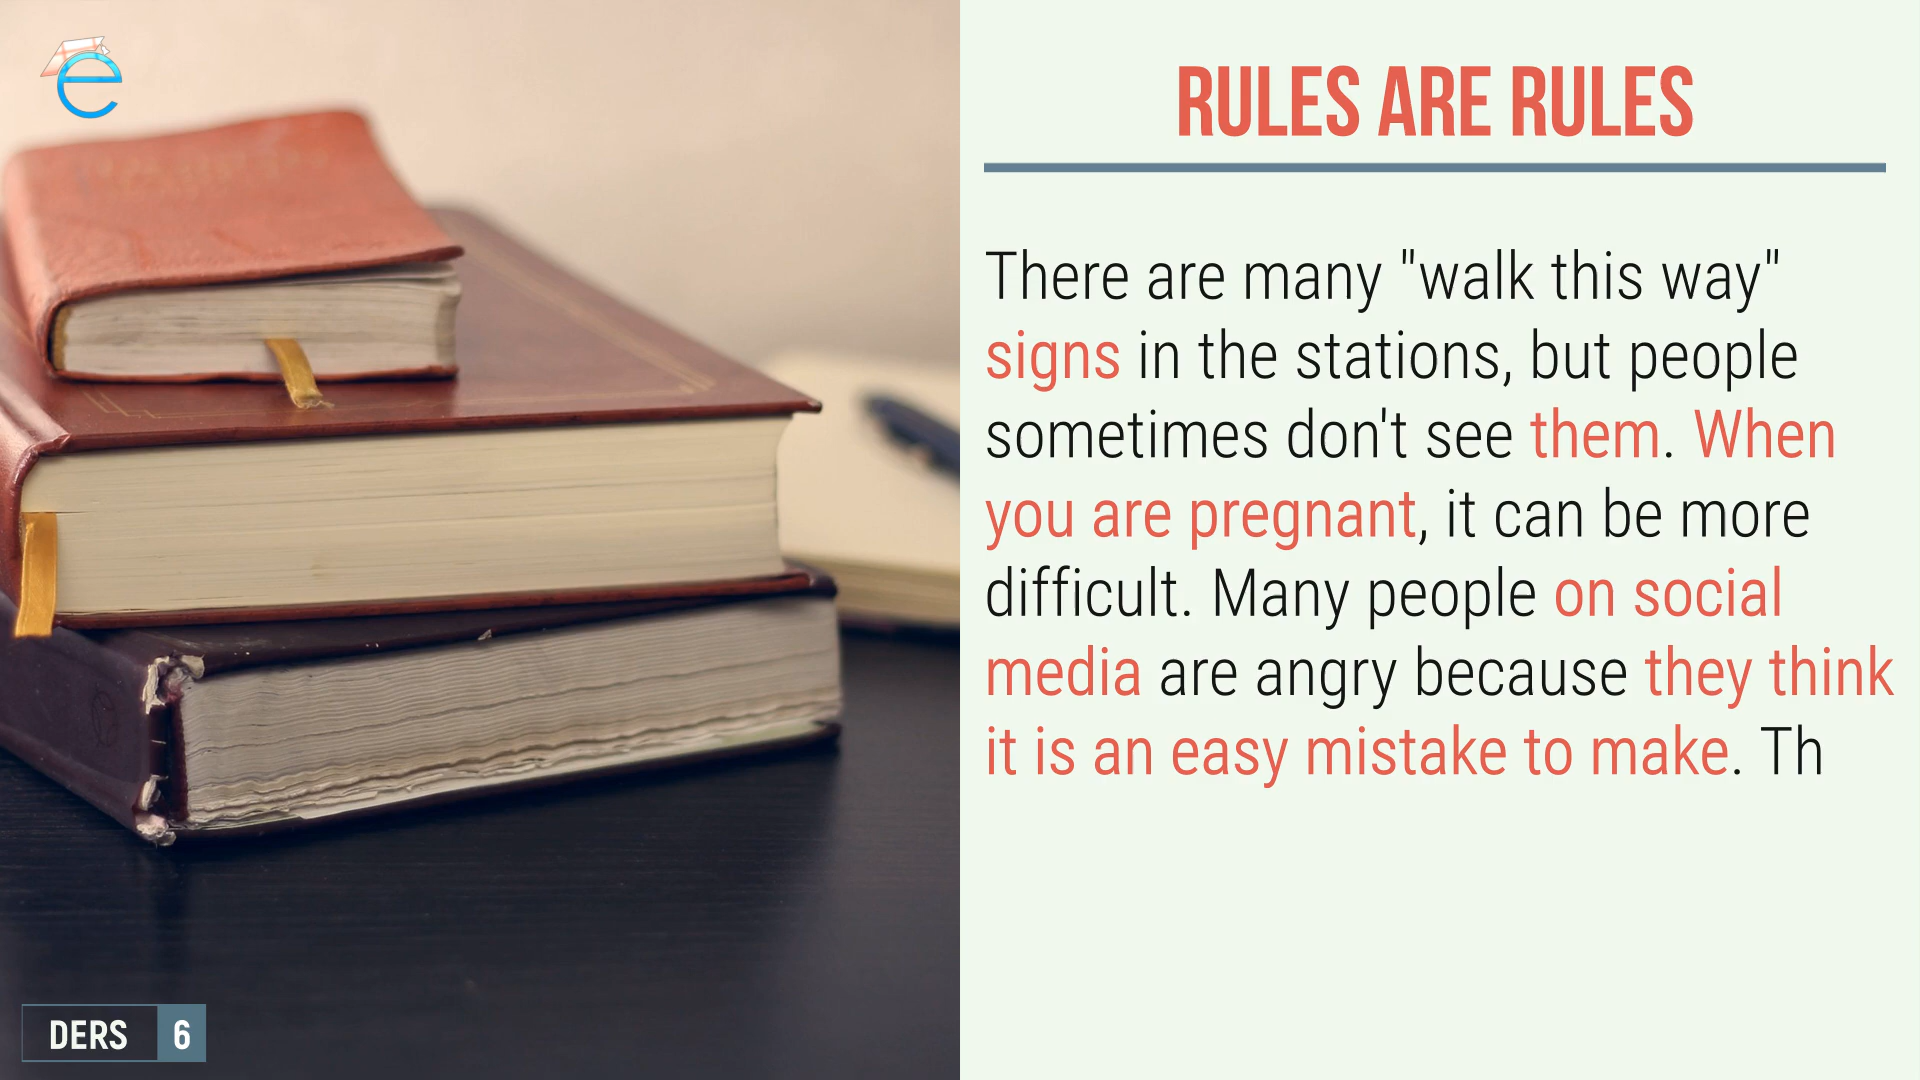 e
RULES ARE RULES
There are many "walk this way"
signs in the stations, but people
sometimes don't see them. When
you are pregnant, it can be more
difficult. Many people on social
media are angry because they think
it is an easy mistake to make. Th
DERS 6